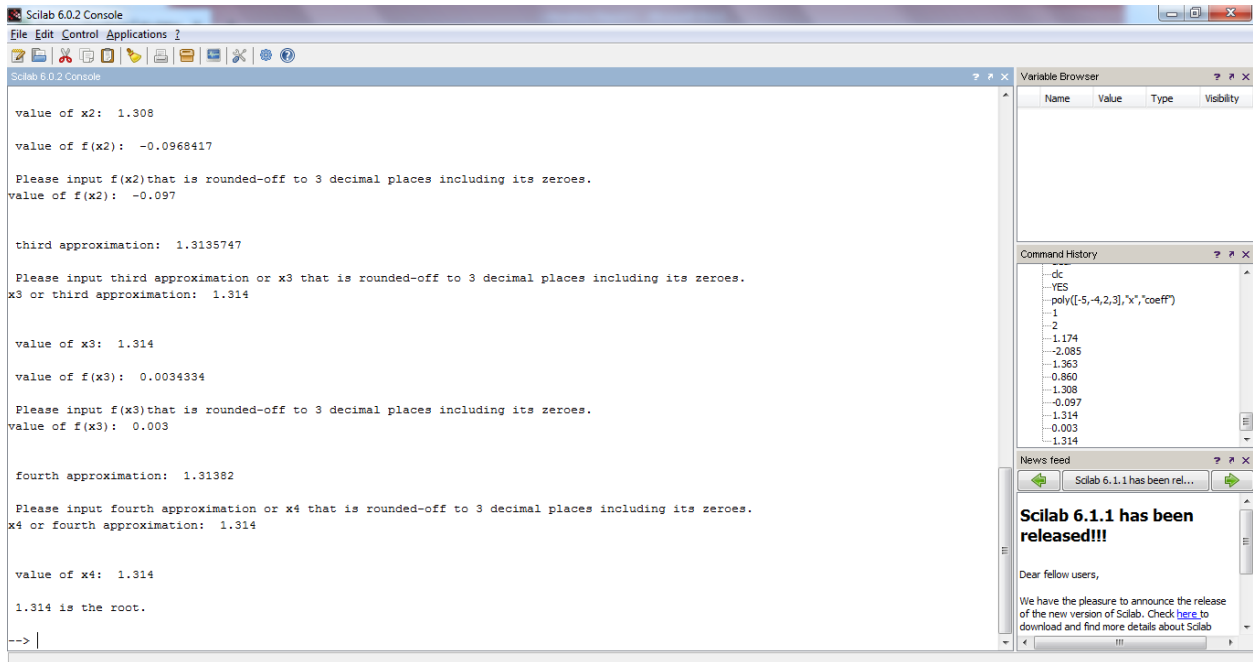 Scilab 6.0.2 Console
File Edit Control Applications ?
Scilab 6.0.2 Console
value of x2:  1.308
value of f(x2):  -0.0968417
Please input f(x2)that is rounded-off to 3 decimal places including its zeroes.
value of f(x2):  -0.097
third approximation:  1.3135747
Please input third approximation or x3 that is rounded-off to 3 decimal places including its zeroes.
x3 or third approximation:  1.314
value of x3:  1.314
value of f(x3):  0.0034334
Please input f(x3)that is rounded-off to 3 decimal places including its zeroes.
value of f(x3):  0.003
fourth approximation:  1.31382
Please input fourth approximation or x4 that is rounded-off to 3 decimal places including its zeroes.
x4 or fourth approximation:  1.314
value of x4:  1.314
1.314 is the root.
-->
Variable Browser
Name Value Type Visibility
Command History
clc
YES
poly([-5,-4,2,3],"x","coeff")
1
2
1.174
-2.085
1.363
0.860
1.308
-0.097
1.314
0.003
1.314
News feed
Scilab 6.1.1 has been rel...
Scilab 6.1.1 has been
released!!!
Dear fellow users,
We have the pleasure to announce the release
of the new version of Scilab. Check here to
download and find more details about Scilab